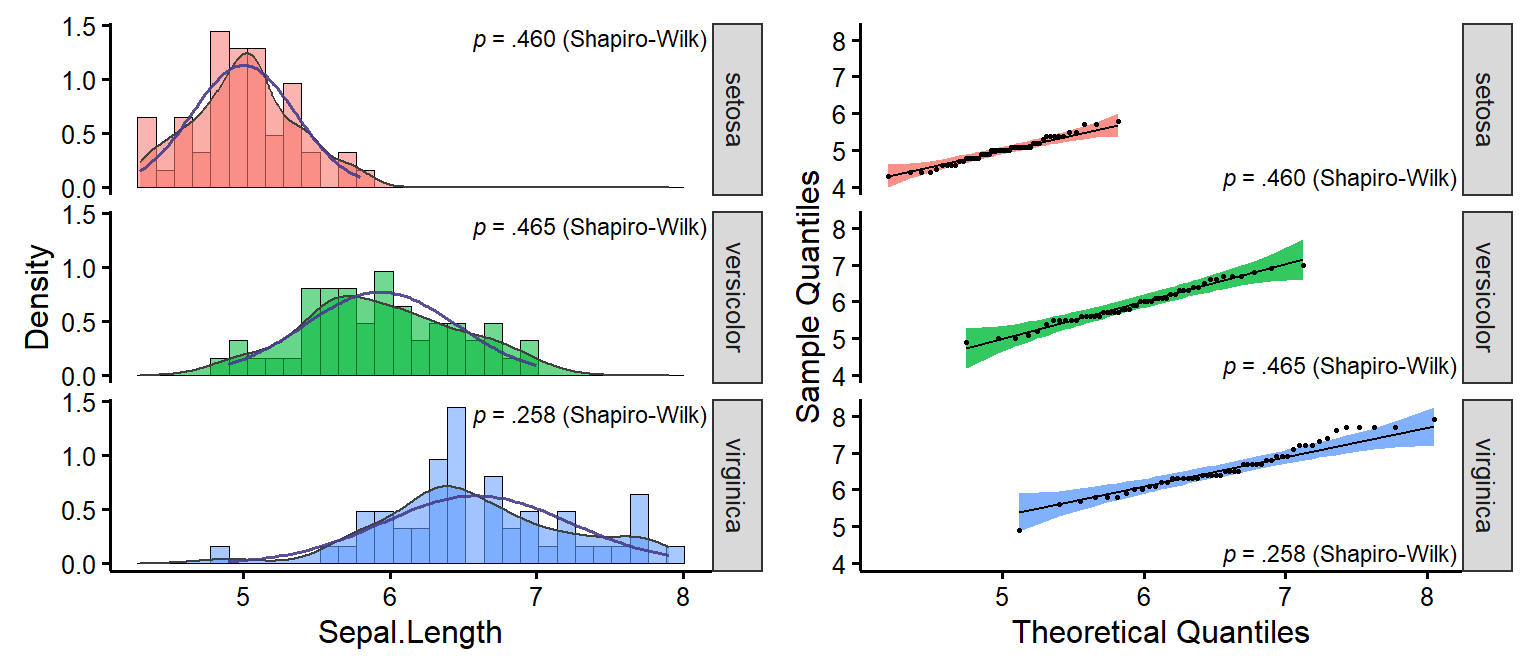 Density
1.5
1.0
0.5
0.0
p = .460 (Shapiro-Wilk)
setosa
1.5
1.0
0.5
0.0
p = .465 (Shapiro-Wilk)
versicolor
1.5
1.0
0.5
0.0
p = .258 (Shapiro-Wilk)
virginica
5 6 7 8
Sepal.Length
Sample Quantiles
8
7
6
5
4
p = .460 (Shapiro-Wilk)
setosa
8
7
6
5
4
p = .465 (Shapiro-Wilk)
versicolor
8
7
6
5
4
p = .258 (Shapiro-Wilk)
virginica
5 6 7 8
Theoretical Quantiles